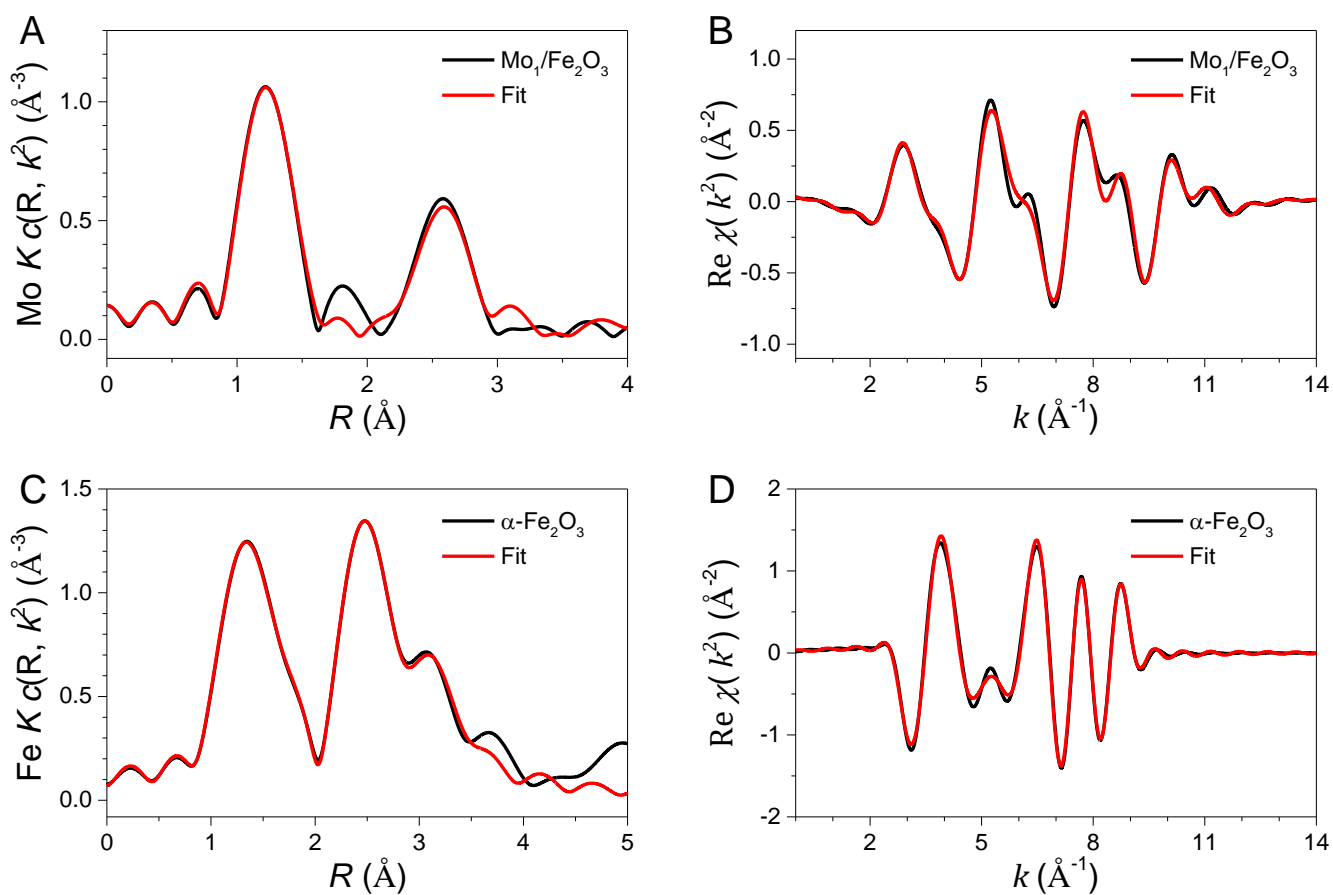 A
Mo₁/Fe₂O₃
Fit
1.0
0.5
0.0
Mo K c(R, k²) (Å⁻³)
0 1 2 3 4
R (Å)
B
Mo₁/Fe₂O₃
Fit
1.0
0.5
0.0
-0.5
-1.0
Re χ(k²) (Å⁻²)
2 5 8 11 14
k (Å⁻¹)
C
α-Fe₂O₃
Fit
1.5
1.0
0.5
0.0
Fe K c(R, k²) (Å⁻³)
0 1 2 3 4 5
R (Å)
D
α-Fe₂O₃
Fit
2
1
0
-1
-2
Re χ(k²) (Å⁻²)
2 5 8 11 14
k (Å⁻¹)